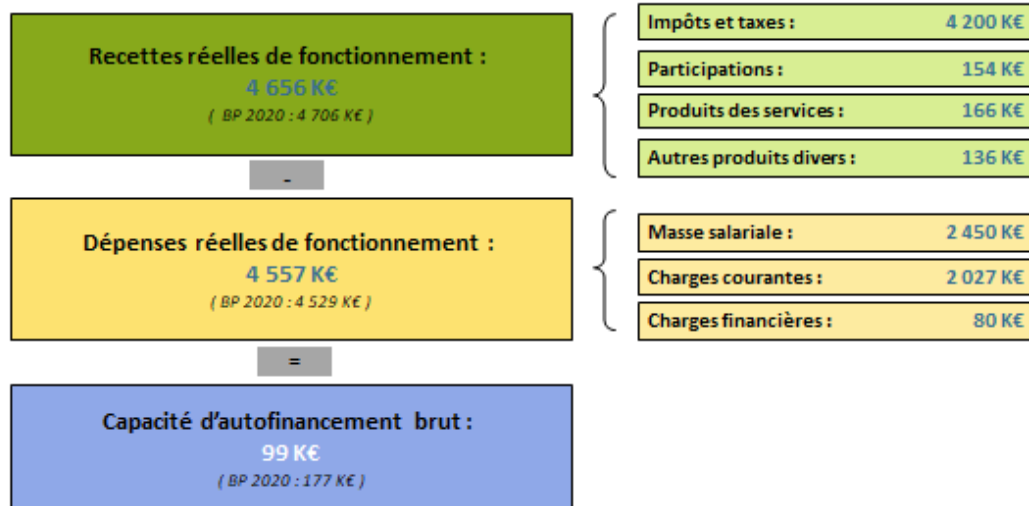 Recettes réelles de fonctionnement :
4 656 K€
( BP 2020 : 4 706 K€ )
Impôts et taxes : 4 200 K€
Participations : 154 K€
Produits des services : 166 K€
Autres produits divers : 136 K€
-
Dépenses réelles de fonctionnement :
4 557 K€
( BP 2020 : 4 529 K€ )
Masse salariale : 2 450 K€
Charges courantes : 2 027 K€
Charges financières : 80 K€
=
Capacité d’autofinancement brut :
99 K€
( BP 2020 : 177 K€ )